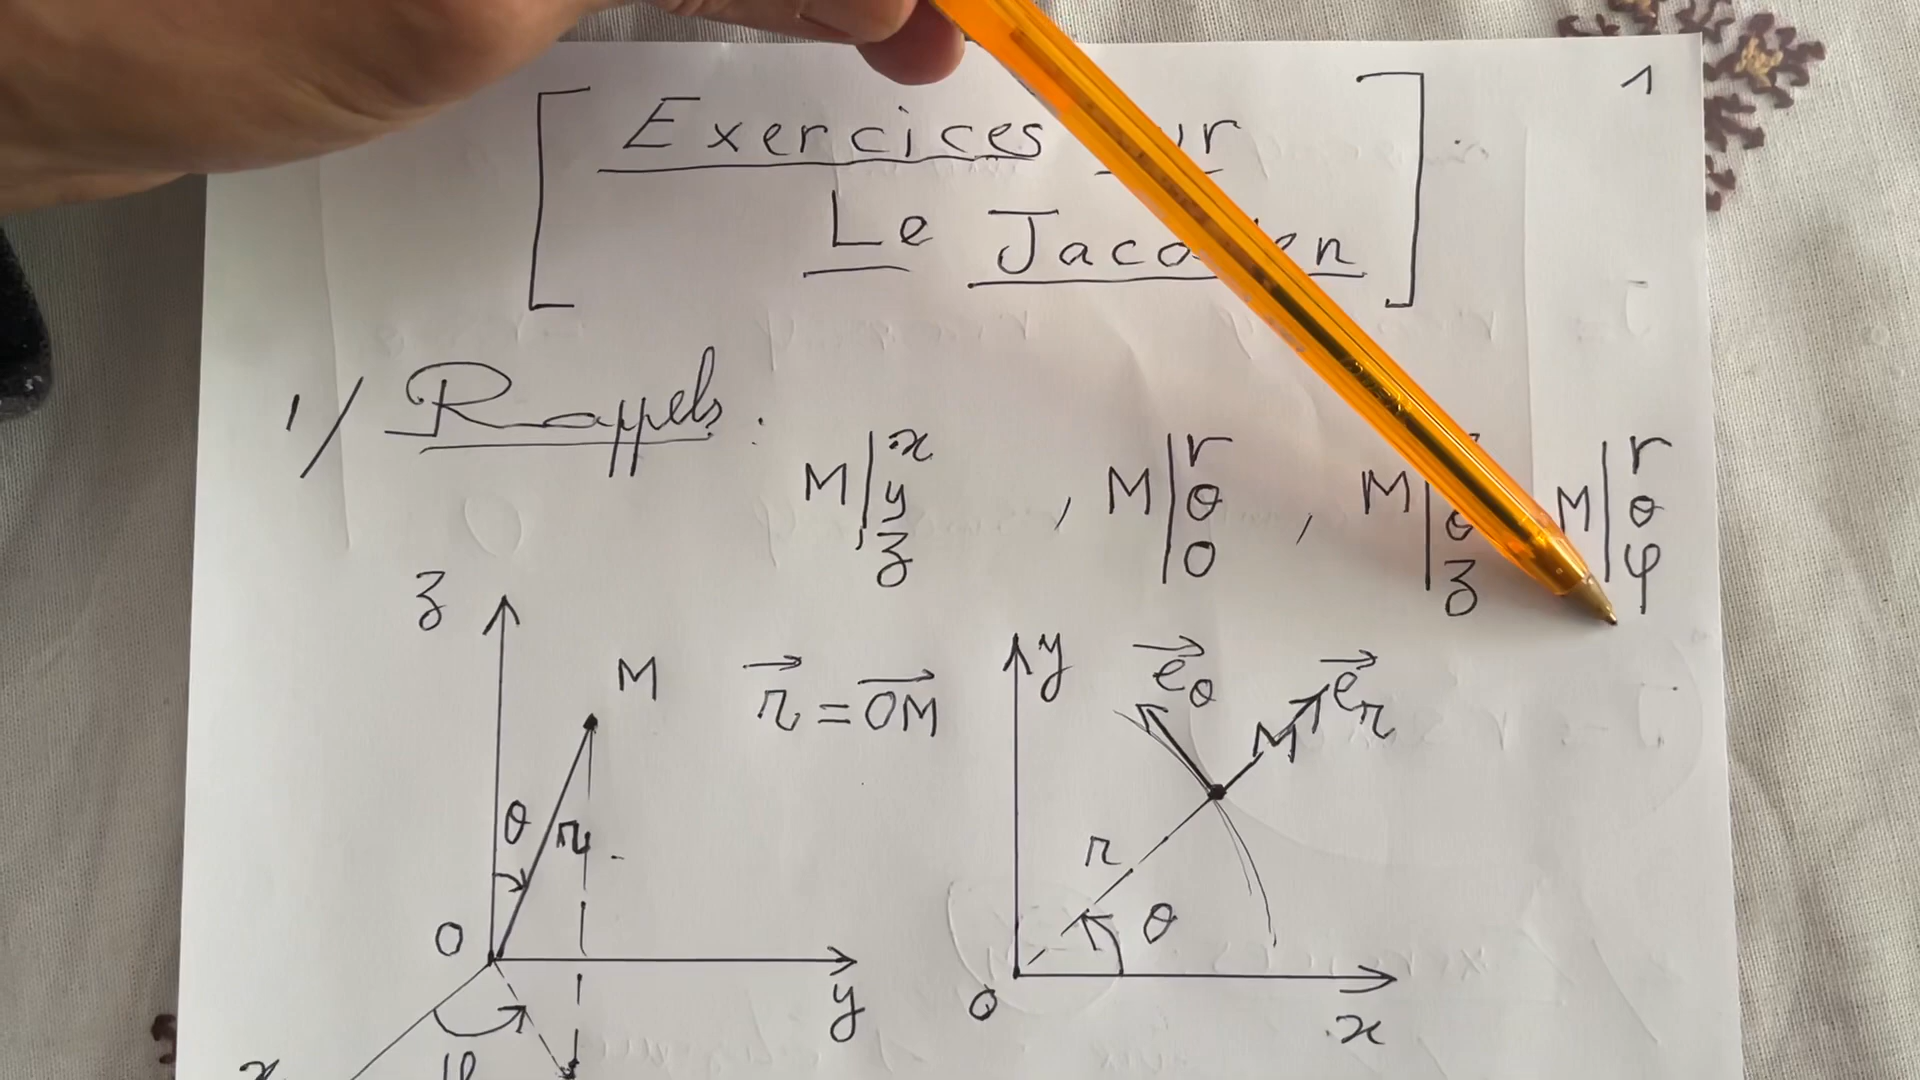 1
Exercices
Le
1/ Rappels :
M | x y z , M | r θ 0 , M | θ z M | r θ φ
z
M
r⃗ = OM⃗
y
e⃗θ
M
e⃗r
θ
r
r
θ
O
y
O
x
x
φ